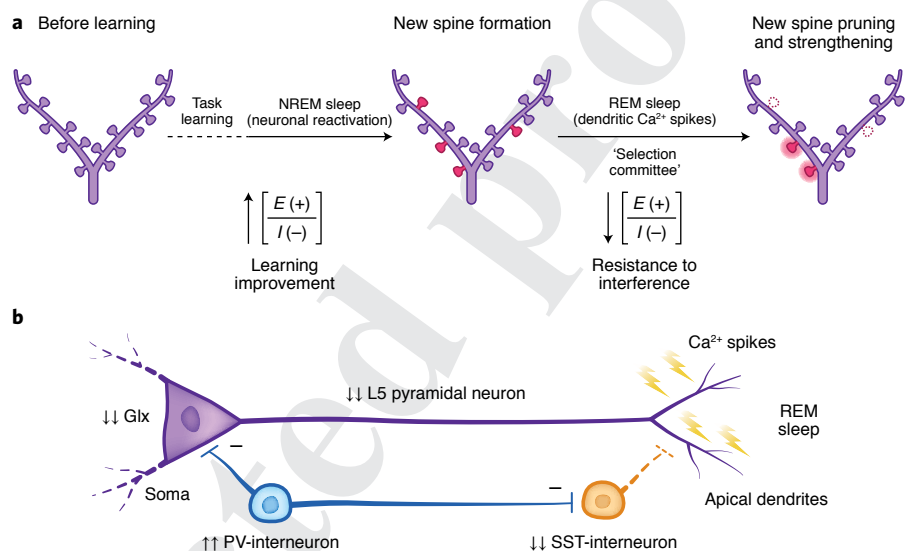 a
Before learning
New spine formation
New spine pruning
and strengthening
Task
learning
NREM sleep
(neuronal reactivation)
REM sleep
(dendritic Ca²⁺ spikes)
‘Selection
committee’
E (+)
I (–)
Learning
improvement
E (+)
I (–)
Resistance to
interference
b
Ca²⁺ spikes
↓↓ L5 pyramidal neuron
↓↓ Glx
REM
sleep
–
–
Soma
Apical dendrites
↑↑ PV-interneuron
↓↓ SST-interneuron
ted pro